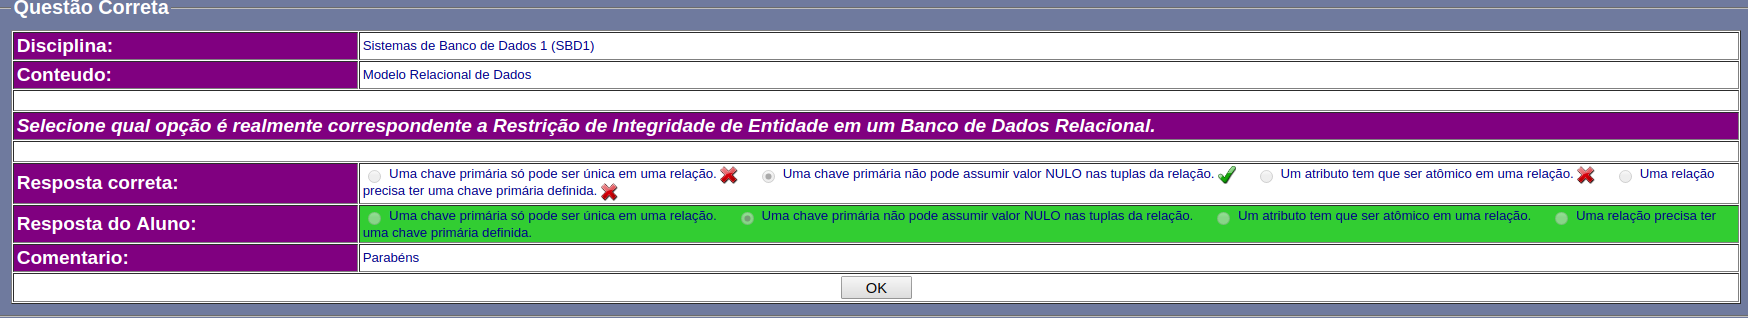 Questão Correta
Disciplina: Sistemas de Banco de Dados 1 (SBD1)
Conteudo: Modelo Relacional de Dados
Selecione qual opção é realmente correspondente a Restrição de Integridade de Entidade em um Banco de Dados Relacional.
Resposta correta: Uma chave primária só pode ser única em uma relação. Uma chave primária não pode assumir valor NULO nas tuplas da relação. Um atributo tem que ser atômico em uma relação. Uma relação
precisa ter uma chave primária definida.
Resposta do Aluno: Uma chave primária só pode ser única em uma relação. Uma chave primária não pode assumir valor NULO nas tuplas da relação. Um atributo tem que ser atômico em uma relação. Uma relação precisa ter
uma chave primária definida.
Comentario: Parabéns
OK